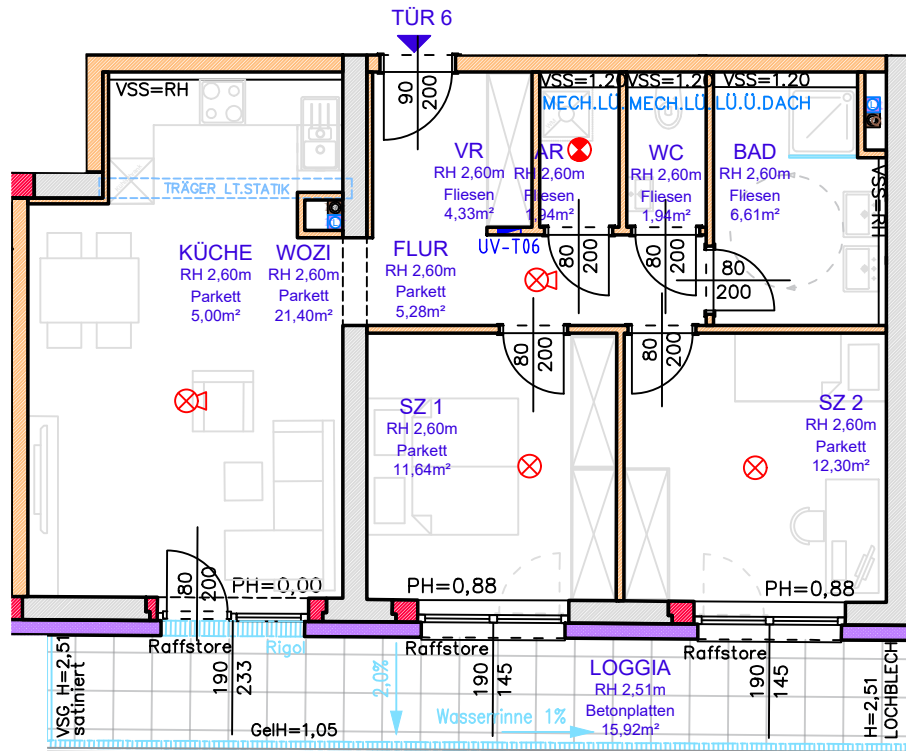 TÜR 6
90
200
VSS=RH
VSS=1.20
VSS=1.20
VSS=1.20
MECH.LÜ.
MECH.LÜ.
LÜ.Ü.DACH
L
VR
RH 2,60m
Fliesen
4,33m²
AR
RH 2,60m
Fliesen
1,94m²
WC
RH 2,60m
Fliesen
1,94m²
BAD
RH 2,60m
Fliesen
6,61m²
VSS=RH
TRÄGER LT.STATIK
L
KÜCHE
RH 2,60m
Parkett
5,00m²
WOZI
RH 2,60m
Parkett
21,40m²
FLUR
RH 2,60m
Parkett
5,28m²
UV-T06
80
200
80
200
80
200
80
200
80
200
SZ 1
RH 2,60m
Parkett
11,64m²
SZ 2
RH 2,60m
Parkett
12,30m²
80
200
PH=0,00
PH=0,88
PH=0,88
Raffstore
Rigol
Raffstore
Raffstore
190
233
190
145
190
145
VSG H=2,51
satiniert
2,0%
LOGGIA
RH 2,51m
Betonplatten
15,92m²
H=2,51
LOCHBLECH
GelH=1,05
Wasserrinne 1%